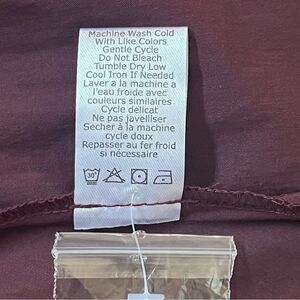 Machine Wash Cold
With Like Colors
Gentle Cycle
Do Not Bleach
Tumble Dry Low
Cool Iron If Needed
Laver a la machine a
l'eau froide avec
couleurs similaires
Cycle delicat
Ne pas javeilliser
Secher à la machine
cycle doux
Repasser au fer froid
si nécessaire
30°